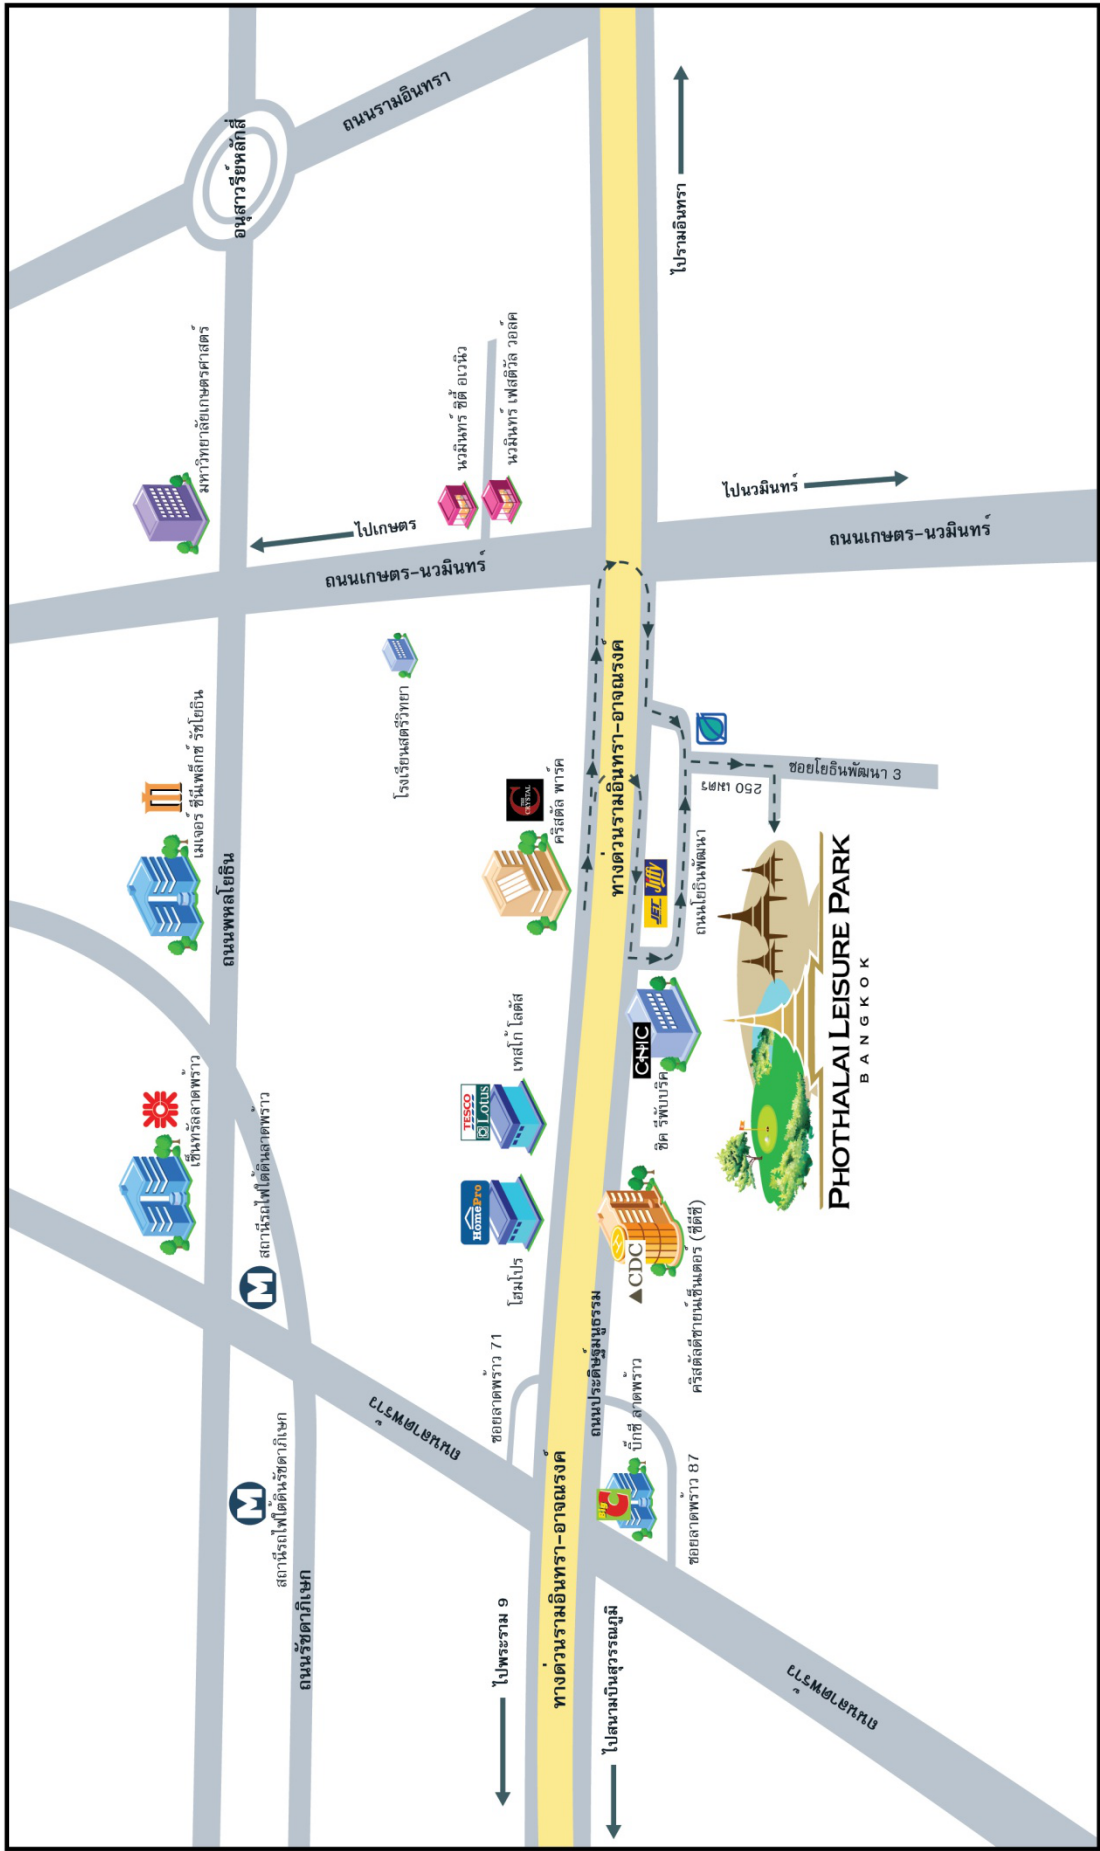 อนุสาวรีย์หลักสี่
ถนนรามอินทรา
ไปรามอินทรา
มหาวิทยาลัยเกษตรศาสตร์
นวมินทร์ ซิตี้ อเวนิว
นวมินทร์ เฟสติวัล วอล์ค
ไปเกษตร
ไปนวมินทร์
ถนนเกษตร-นวมินทร์
ถนนเกษตร-นวมินทร์
เมเจอร์ ซีนีเพล็กซ์ รัชโยธิน
โรงเรียนสตรีวิทยา
THE
CRYSTAL
คริสตัล พาร์ค
ทางด่วนรามอินทรา-อาจณรงค์
ซอยโยธินพัฒนา 3
250 เมตร
ถนนพหลโยธิน
JET
Jiffy
ถนนโยธินพัฒนา
PHOTHALAI LEISURE PARK
BANGKOK
เซ็นทรัลลาดพร้าว
สถานีรถไฟใต้ดินลาดพร้าว
TESCO
Lotus
เทสโก้ โลตัส
CHIC
ชิค รีพับบริค
HomePro
โฮมโปร
CDC
คริสตัลดีซายน์เซ็นเตอร์ (ซีดีซี)
ถนนประดิษฐ์มนูธรรม
ซอยลาดพร้าว 71
ถนนลาดพร้าว
Big
C
บิ๊กซี ลาดพร้าว
ซอยลาดพร้าว 87
M
M
สถานีรถไฟใต้ดินรัชดาภิเษก
ถนนรัชดาภิเษก
ไปพระราม 9
ทางด่วนรามอินทรา-อาจณรงค์
ไปสนามบินสุวรรณภูมิ
ถนนลาดพร้าว